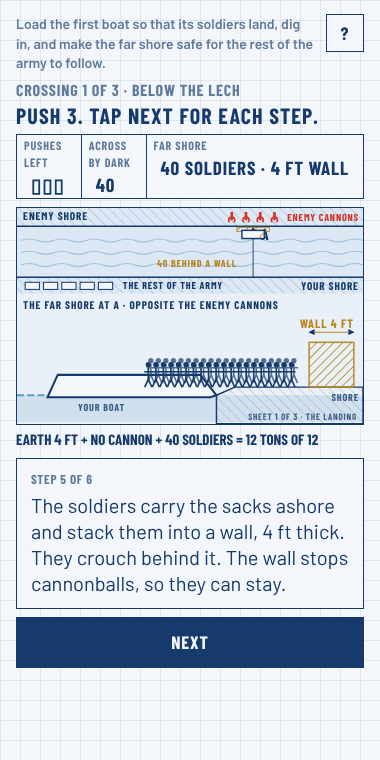 Load the first boat so that its soldiers land, dig
in, and make the far shore safe for the rest of the
army to follow.
?
CROSSING 1 OF 3 · BELOW THE LECH
PUSH 3. TAP NEXT FOR EACH STEP.
PUSHES
LEFT
ACROSS
BY DARK
40
FAR SHORE
40 SOLDIERS · 4 FT WALL
ENEMY SHORE
ENEMY CANNONS
A
40 BEHIND A WALL
THE REST OF THE ARMY
YOUR SHORE
THE FAR SHORE AT A · OPPOSITE THE ENEMY CANNONS
WALL 4 FT
YOUR BOAT
SHORE
SHEET 1 OF 3 · THE LANDING
EARTH 4 FT + NO CANNON + 40 SOLDIERS = 12 TONS OF 12
STEP 5 OF 6
The soldiers carry the sacks ashore
and stack them into a wall, 4 ft thick.
They crouch behind it. The wall stops
cannonballs, so they can stay.
NEXT